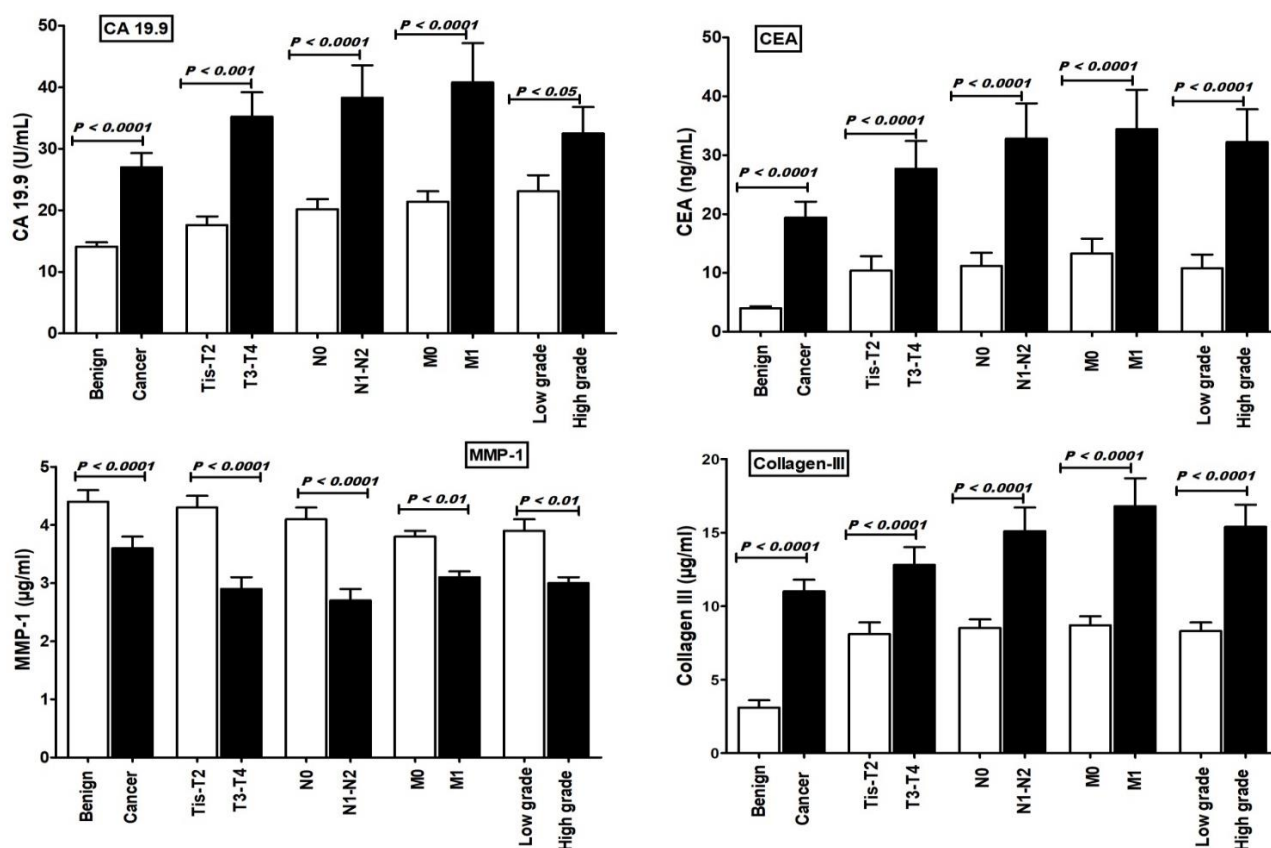 CA 19.9
CA 19.9 (U/mL)
50
40
30
20
10
0
P < 0.0001
P < 0.001
P < 0.0001
P < 0.0001
P < 0.05
Benign
Cancer
Tis-T2
T3-T4
N0
N1-N2
M0
M1
Low grade
High grade
CEA
CEA (ng/mL)
50
40
30
20
10
0
P < 0.0001
P < 0.0001
P < 0.0001
P < 0.0001
P < 0.0001
Benign
Cancer
Tis-T2
T3-T4
N0
N1-N2
M0
M1
Low grade
High grade
MMP-1
MMP-1 (µg/ml)
5
4
3
2
1
0
P < 0.0001
P < 0.0001
P < 0.0001
P < 0.01
P < 0.01
Benign
Cancer
Tis-T2
T3-T4
N0
N1-N2
M0
M1
Low grade
High grade
Collagen-III
Collagen III (µg/ml)
20
15
10
5
0
P < 0.0001
P < 0.0001
P < 0.0001
P < 0.0001
P < 0.0001
Benign
Cancer
Tis-T2
T3-T4
N0
N1-N2
M0
M1
Low grade
High grade